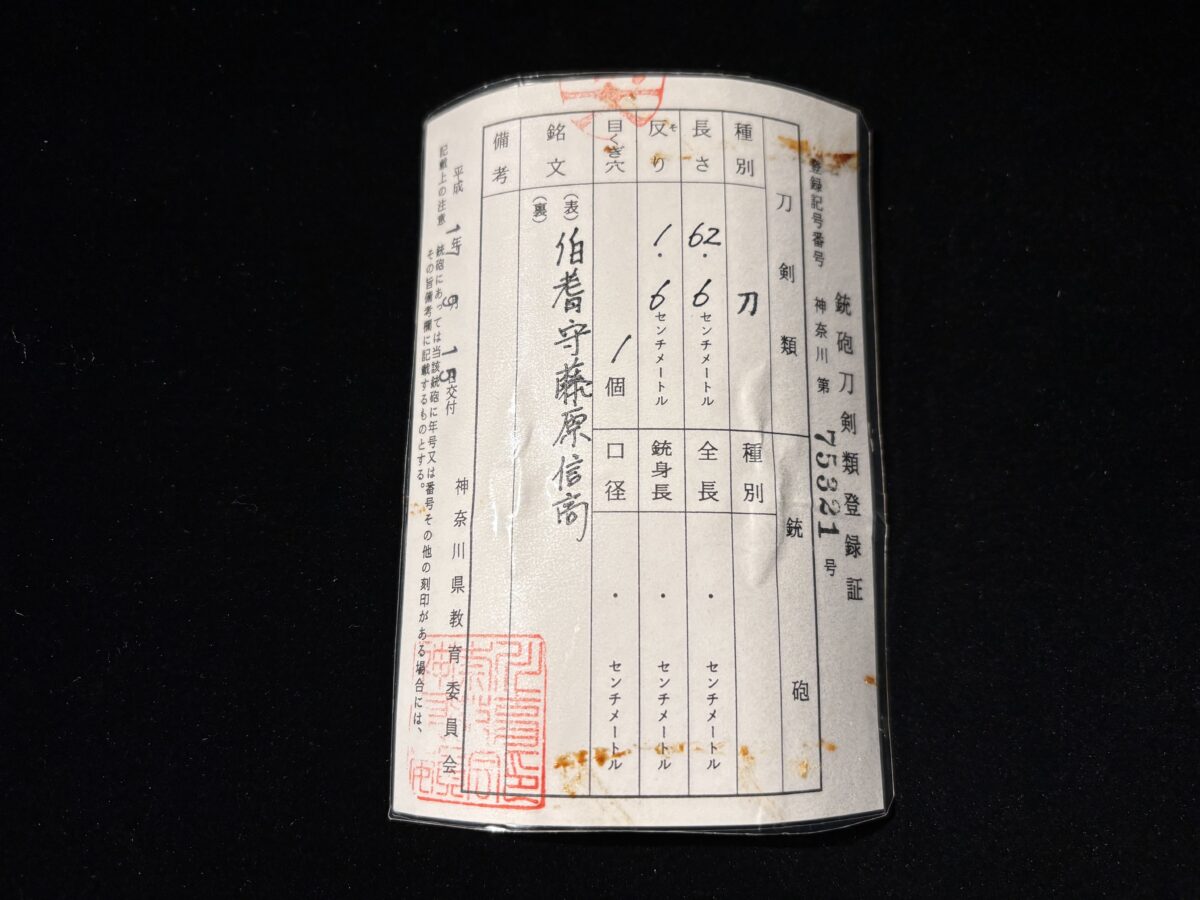 銃砲刀剣類登録証
登録記号番号 神奈川第 75321 号
刀剣類
銃砲
種別 刀
種別
長さ 62.6 センチメートル
全長 ・ センチメートル
反り そ 1.6 センチメートル
銃身長 ・ センチメートル
目くぎ穴 1個
口径 ・ センチメートル
銘文 (表) 伯耆守藤原信高
(裏)
備考
平成 17年 9月 15日交付 神奈川県教育委員会
記載上の注意 銃砲にあっては当該銃砲に年号又は番号その他の刻印がある場合には、
その旨備考欄に記載するものとする。